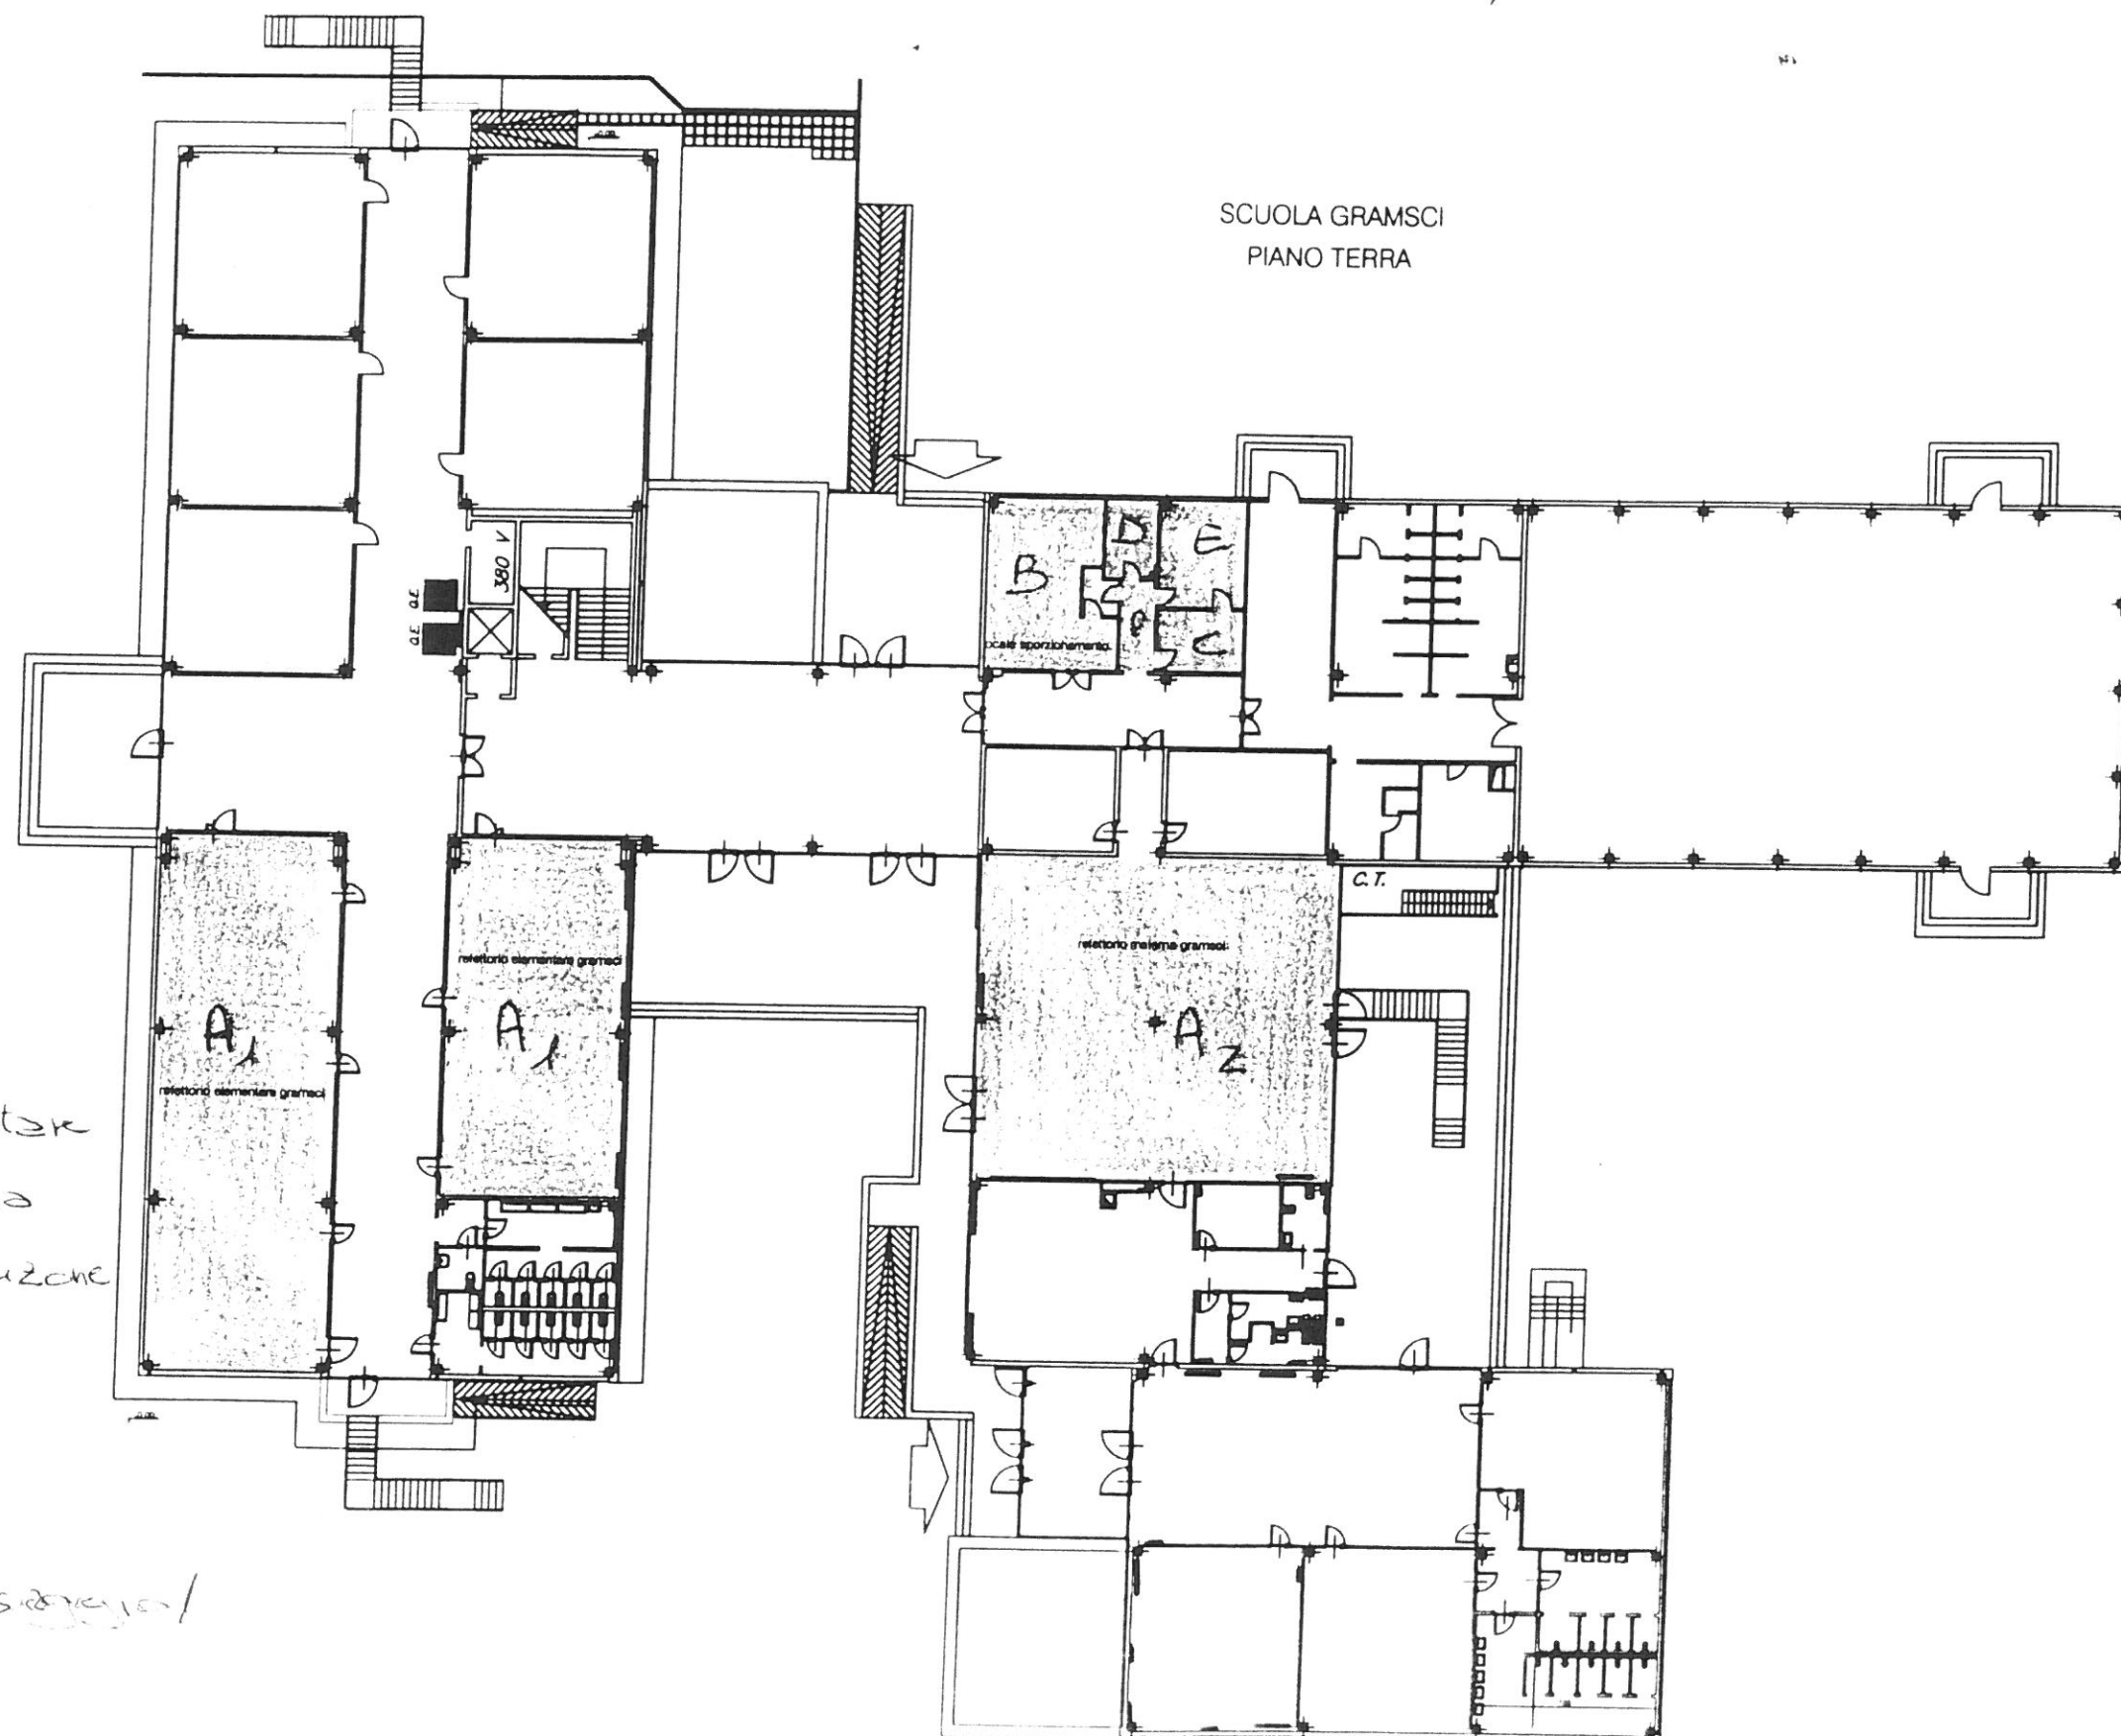 SCUOLA GRAMSCI
PIANO TERRA
380 V
Q.E.
Q.E.
B
D
E
P
C
locale sporzionamento
C.T.
refettorio materna gramsci
A2
refettorio elementare gramsci
A1
A1
refettorio elementare gramsci